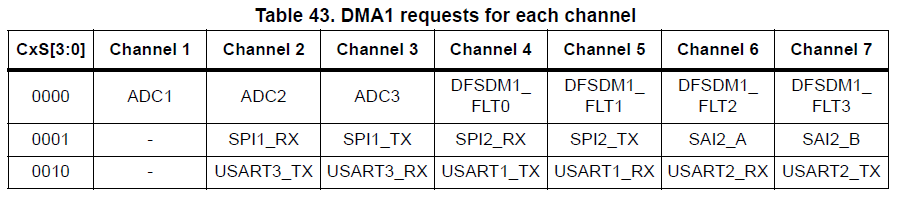 Table 43. DMA1 requests for each channel
CxS[3:0] Channel 1 Channel 2 Channel 3 Channel 4 Channel 5 Channel 6 Channel 7
0000 ADC1 ADC2 ADC3 DFSDM1_ FLT0 DFSDM1_ FLT1 DFSDM1_ FLT2 DFSDM1_ FLT3
0001 - SPI1_RX SPI1_TX SPI2_RX SPI2_TX SAI2_A SAI2_B
0010 - USART3_TX USART3_RX USART1_TX USART1_RX USART2_RX USART2_TX